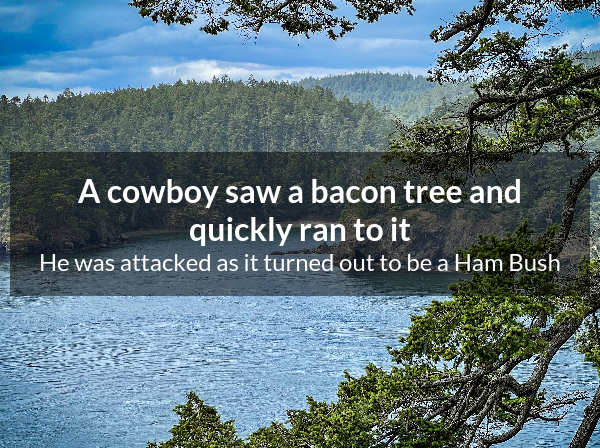 A cowboy saw a bacon tree and
quickly ran to it
He was attacked as it turned out to be a Ham Bush